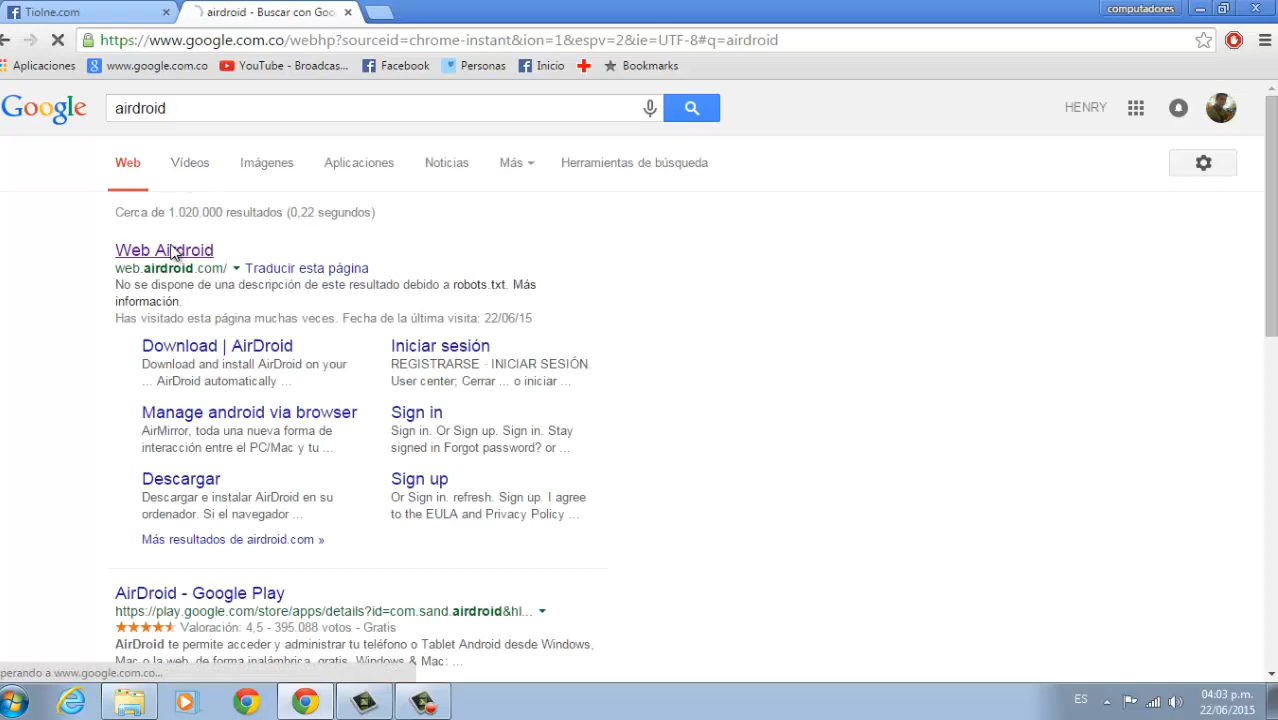 TioIne.com
airdroid - Buscar con Goo
computadores
https://www.google.com.co/webhp?sourceid=chrome-instant&ion=1&espv=2&ie=UTF-8#q=airdroid
Aplicaciones
www.google.com.co
YouTube - Broadcas...
Facebook
Personas
Inicio
Bookmarks
Google
airdroid
HENRY
Web
Vídeos
Imágenes
Aplicaciones
Noticias
Más
Herramientas de búsqueda
Cerca de 1.020.000 resultados (0,22 segundos)
Web Airdroid
web.airdroid.com/ Traducir esta página
No se dispone de una descripción de este resultado debido a robots.txt. Más
información.
Has visitado esta página muchas veces. Fecha de la última visita: 22/06/15
Download | AirDroid
Download and install AirDroid on your
... AirDroid automatically ...
Iniciar sesión
REGISTRARSE · INICIAR SESIÓN.
User center; Cerrar ... o iniciar ...
Manage android via browser
AirMirror, toda una nueva forma de
interacción entre el PC/Mac y tu ...
Sign in
Sign in. Or Sign up. Sign in. Stay
signed in Forgot password? or ...
Descargar
Descargar e instalar AirDroid en su
ordenador. Si el navegador ...
Sign up
Or Sign in. refresh. Sign up. I agree
to the EULA and Privacy Policy ...
Más resultados de airdroid.com »
AirDroid - Google Play
https://play.google.com/store/apps/details?id=com.sand.airdroid&hl...
Valoración: 4,5 - 395.088 votos - Gratis
AirDroid te permite acceder y administrar tu teléfono o Tablet Android desde Windows,
Mac o la web, de forma inalámbrica, gratis. Windows & Mac: ...
perando a www.google.com.co...
ES
04:03 p.m.
22/06/2015